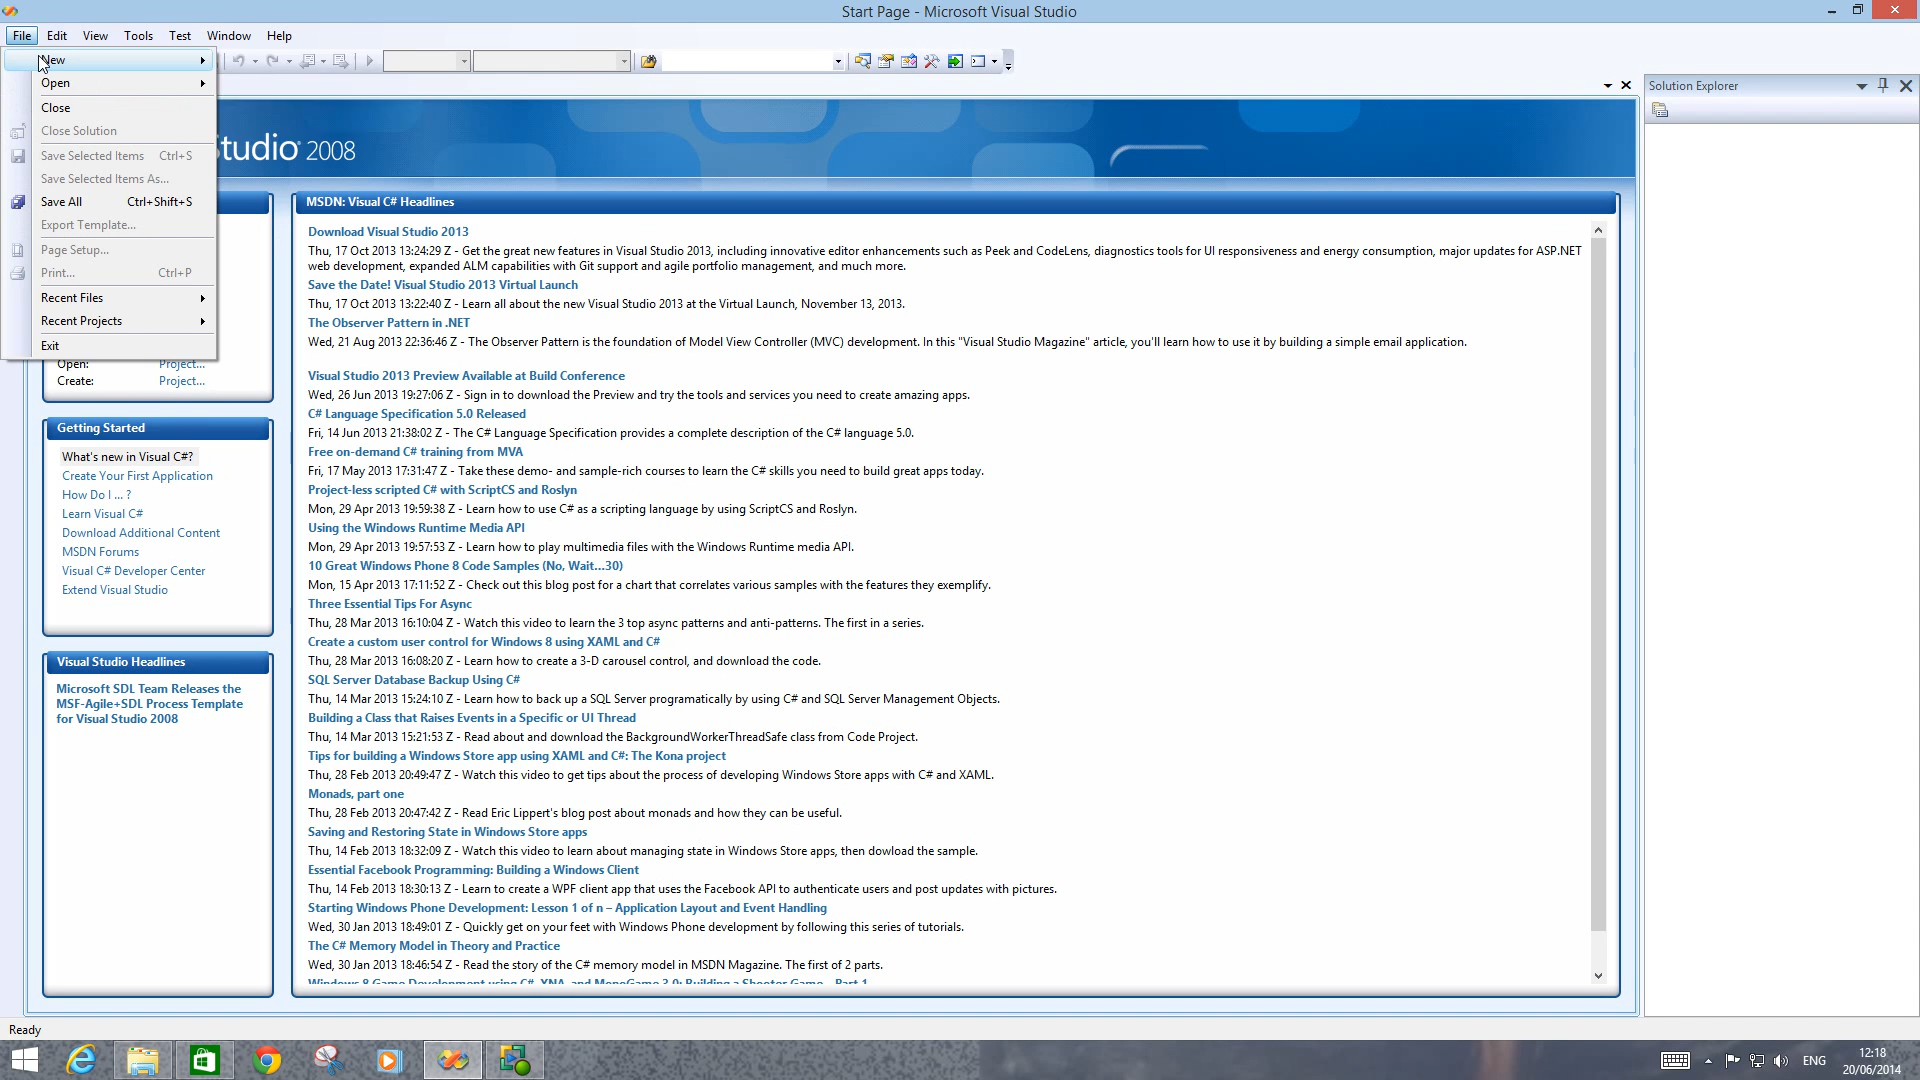 Start Page - Microsoft Visual Studio
File Edit View Tools Test Window Help
New
Open
Close
Close Solution
Save Selected Items Ctrl+S
Save Selected Items As...
Save All Ctrl+Shift+S
Export Template...
Page Setup...
Print... Ctrl+P
Recent Files
Recent Projects
Exit
Studio 2008
Open: Project...
Create: Project...
Getting Started
What's new in Visual C#?
Create Your First Application
How Do I ... ?
Learn Visual C#
Download Additional Content
MSDN Forums
Visual C# Developer Center
Extend Visual Studio
Visual Studio Headlines
Microsoft SDL Team Releases the
MSF-Agile+SDL Process Template
for Visual Studio 2008
MSDN: Visual C# Headlines
Download Visual Studio 2013
Thu, 17 Oct 2013 13:24:29 Z - Get the great new features in Visual Studio 2013, including innovative editor enhancements such as Peek and CodeLens, diagnostics tools for UI responsiveness and energy consumption, major updates for ASP.NET
web development, expanded ALM capabilities with Git support and agile portfolio management, and much more.
Save the Date! Visual Studio 2013 Virtual Launch
Thu, 17 Oct 2013 13:22:40 Z - Learn all about the new Visual Studio 2013 at the Virtual Launch, November 13, 2013.
The Observer Pattern in .NET
Wed, 21 Aug 2013 22:36:46 Z - The Observer Pattern is the foundation of Model View Controller (MVC) development. In this "Visual Studio Magazine" article, you'll learn how to use it by building a simple email application.
Visual Studio 2013 Preview Available at Build Conference
Wed, 26 Jun 2013 19:27:06 Z - Sign in to download the Preview and try the tools and services you need to create amazing apps.
C# Language Specification 5.0 Released
Fri, 14 Jun 2013 21:38:02 Z - The C# Language Specification provides a complete description of the C# language 5.0.
Free on-demand C# training from MVA
Fri, 17 May 2013 17:31:47 Z - Take these demo- and sample-rich courses to learn the C# skills you need to build great apps today.
Project-less scripted C# with ScriptCS and Roslyn
Mon, 29 Apr 2013 19:59:38 Z - Learn how to use C# as a scripting language by using ScriptCS and Roslyn.
Using the Windows Runtime Media API
Mon, 29 Apr 2013 19:57:53 Z - Learn how to play multimedia files with the Windows Runtime media API.
10 Great Windows Phone 8 Code Samples (No, Wait...30)
Mon, 15 Apr 2013 17:11:52 Z - Check out this blog post for a chart that correlates various samples with the features they exemplify.
Three Essential Tips For Async
Thu, 28 Mar 2013 16:10:04 Z - Watch this video to learn the 3 top async patterns and anti-patterns. The first in a series.
Create a custom user control for Windows 8 using XAML and C#
Thu, 28 Mar 2013 16:08:20 Z - Learn how to create a 3-D carousel control, and download the code.
SQL Server Database Backup Using C#
Thu, 14 Mar 2013 15:24:10 Z - Learn how to back up a SQL Server programatically by using C# and SQL Server Management Objects.
Building a Class that Raises Events in a Specific or UI Thread
Thu, 14 Mar 2013 15:21:53 Z - Read about and download the BackgroundWorkerThreadSafe class from Code Project.
Tips for building a Windows Store app using XAML and C#: The Kona project
Thu, 28 Feb 2013 20:49:47 Z - Watch this video to get tips about the process of developing Windows Store apps with C# and XAML.
Monads, part one
Thu, 28 Feb 2013 20:47:42 Z - Read Eric Lippert's blog post about monads and how they can be useful.
Saving and Restoring State in Windows Store apps
Thu, 14 Feb 2013 18:32:09 Z - Watch this video to learn about managing state in Windows Store apps, then dowload the sample.
Essential Facebook Programming: Building a Windows Client
Thu, 14 Feb 2013 18:30:13 Z - Learn to create a WPF client app that uses the Facebook API to authenticate users and post updates with pictures.
Starting Windows Phone Development: Lesson 1 of n – Application Layout and Event Handling
Wed, 30 Jan 2013 18:49:01 Z - Quickly get on your feet with Windows Phone development by following this series of tutorials.
The C# Memory Model in Theory and Practice
Wed, 30 Jan 2013 18:46:54 Z - Read the story of the C# memory model in MSDN Magazine. The first of 2 parts.
Windows 8 Game Development using C#, XNA and MonoGame 3.0: Building a Shooter Game - Part 1
Solution Explorer
Ready
ENG
12:18
20/06/2014